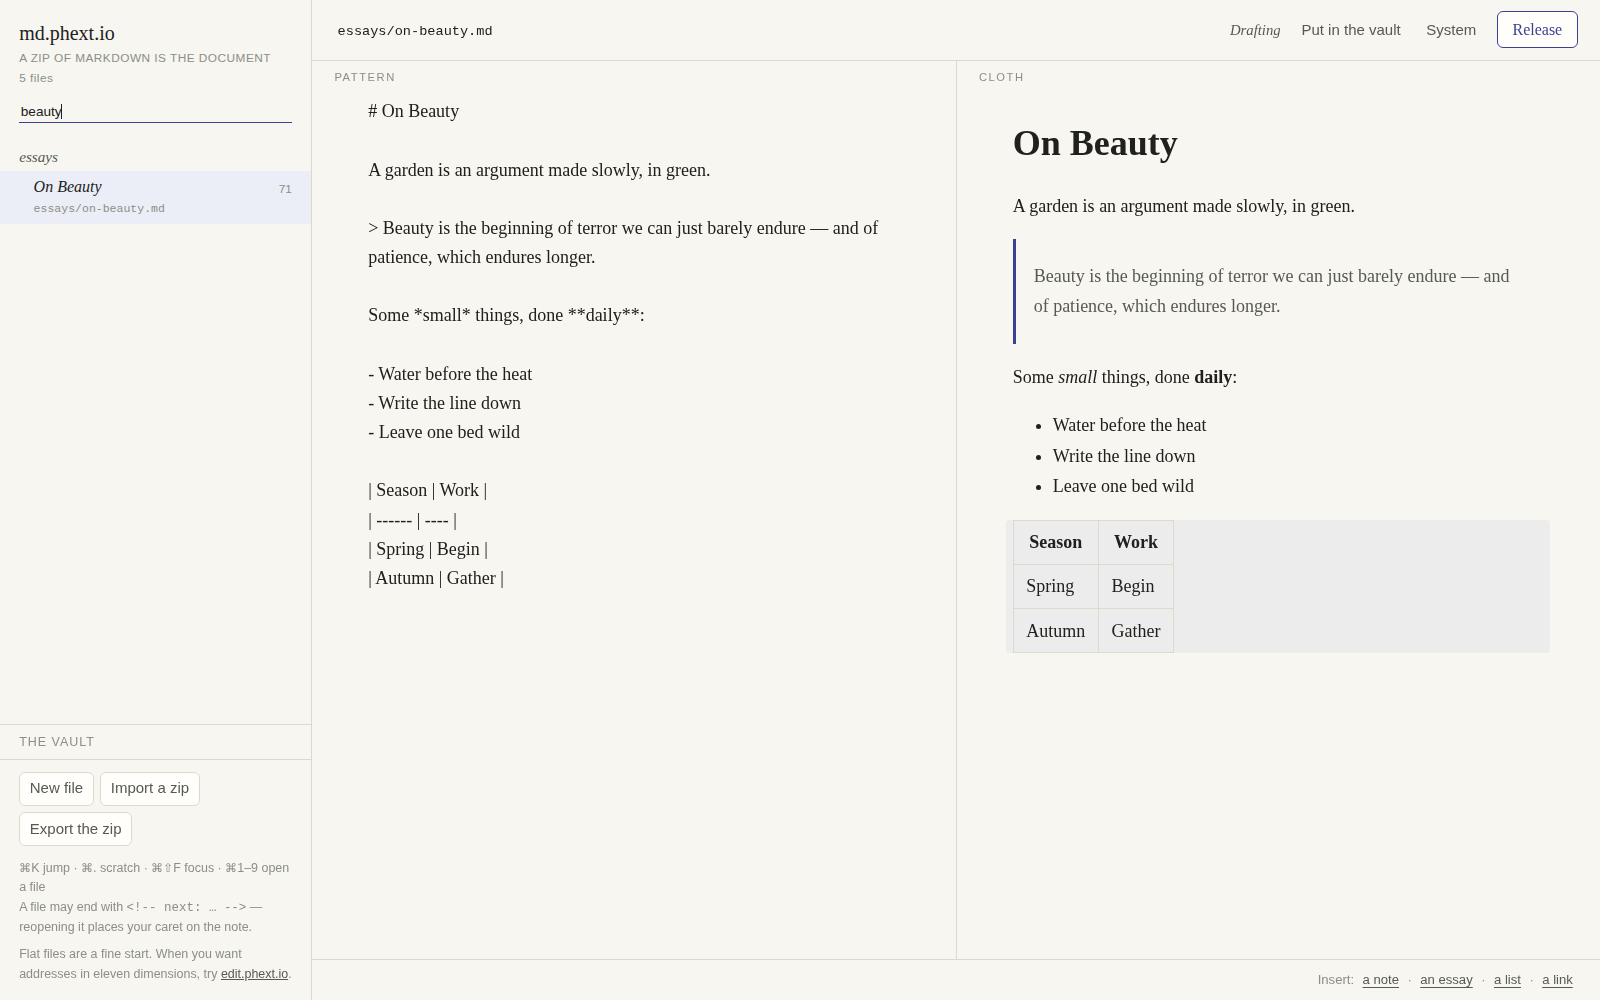 md.phext.io
A ZIP OF MARKDOWN IS THE DOCUMENT
5 files
beauty
essays
On Beauty 71
essays/on-beauty.md
THE VAULT
New file Import a zip
Export the zip
⌘K jump · ⌘. scratch · ⌘⇧F focus · ⌘1–9 open
a file
A file may end with <!-- next: … --> —
reopening it places your caret on the note.
Flat files are a fine start. When you want
addresses in eleven dimensions, try edit.phext.io.
essays/on-beauty.md
Drafting Put in the vault System Release
PATTERN
# On Beauty
A garden is an argument made slowly, in green.
> Beauty is the beginning of terror we can just barely endure — and of
patience, which endures longer.
Some *small* things, done **daily**:
- Water before the heat
- Write the line down
- Leave one bed wild
| Season | Work |
| ------ | ---- |
| Spring | Begin |
| Autumn | Gather |
CLOTH
On Beauty
A garden is an argument made slowly, in green.
Beauty is the beginning of terror we can just barely endure — and
of patience, which endures longer.
Some small things, done daily:
• Water before the heat
• Write the line down
• Leave one bed wild
Season Work
Spring Begin
Autumn Gather
Insert: a note · an essay · a list · a link